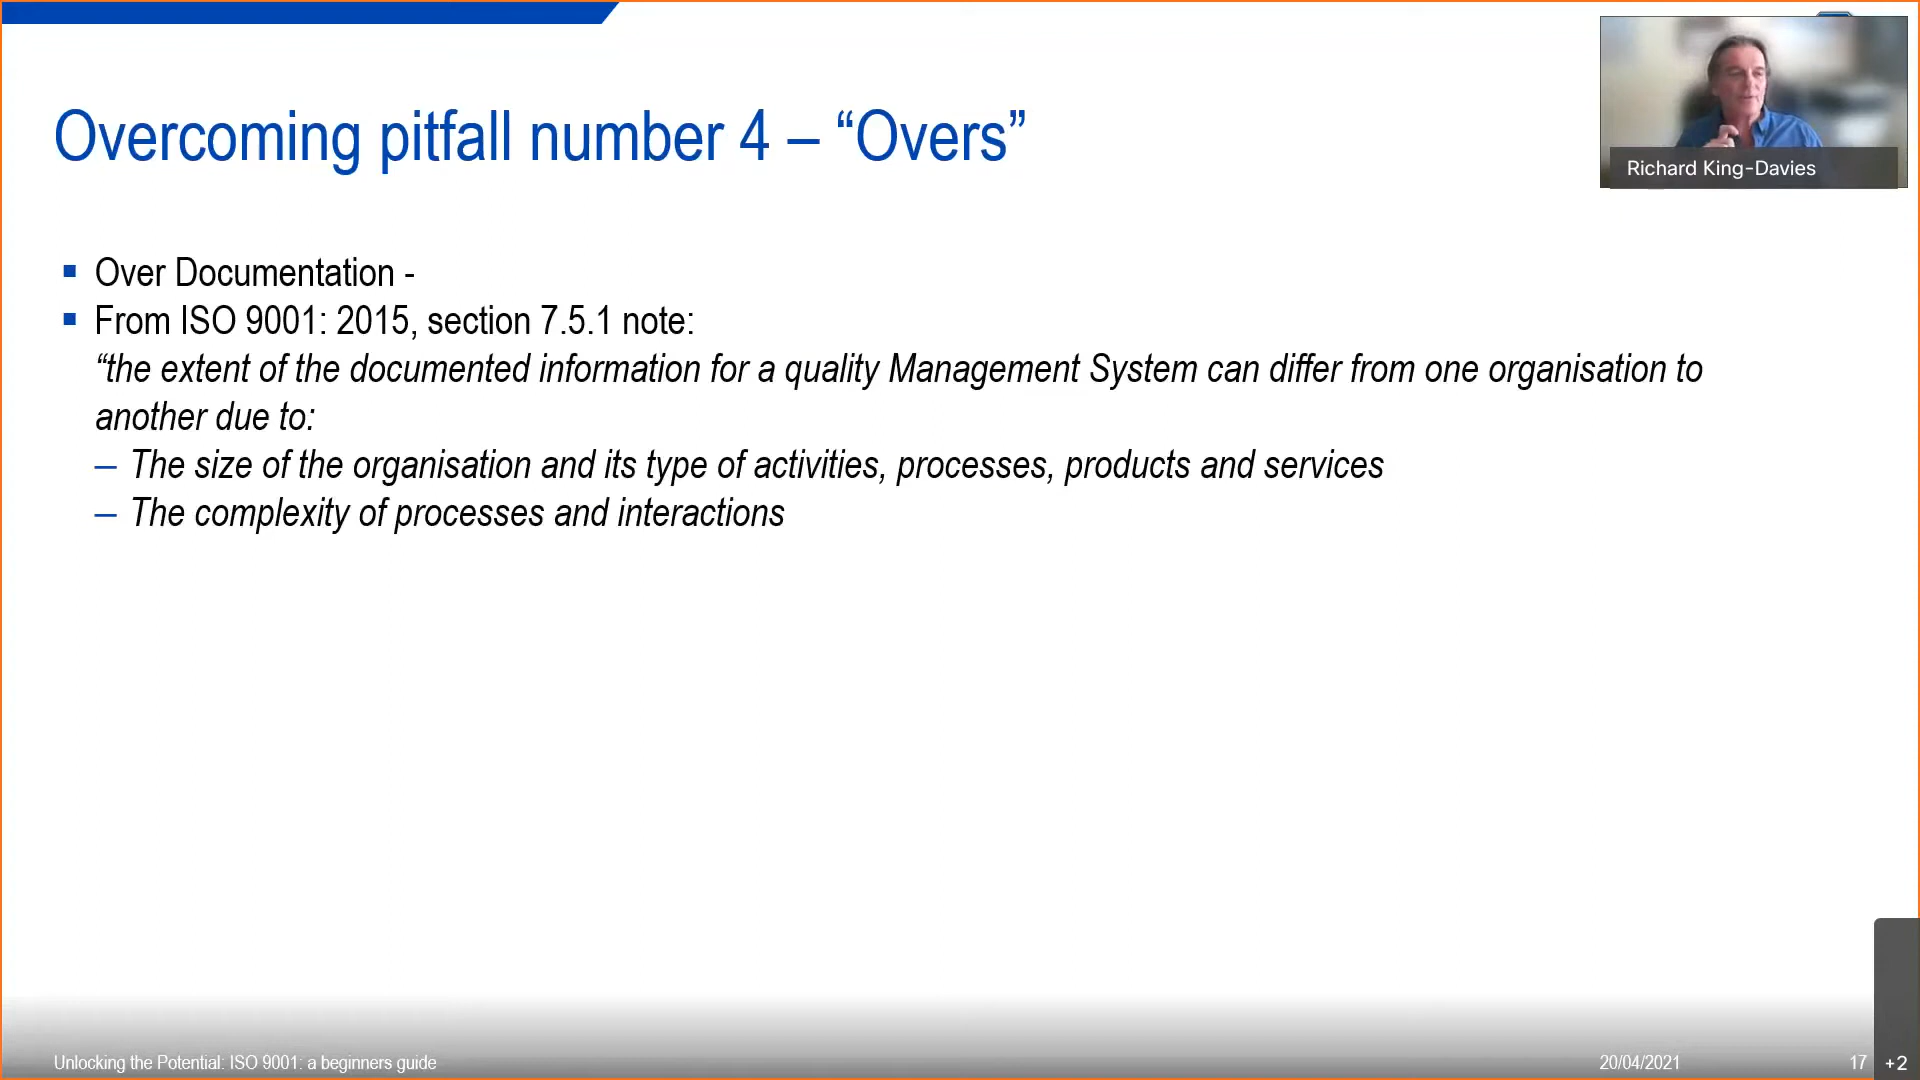 Overcoming pitfall number 4 – “Overs”
Richard King-Davies
Over Documentation -
From ISO 9001: 2015, section 7.5.1 note:
“the extent of the documented information for a quality Management System can differ from one organisation to
another due to:
– The size of the organisation and its type of activities, processes, products and services
– The complexity of processes and interactions
Unlocking the Potential: ISO 9001: a beginners guide
20/04/2021
17
+2